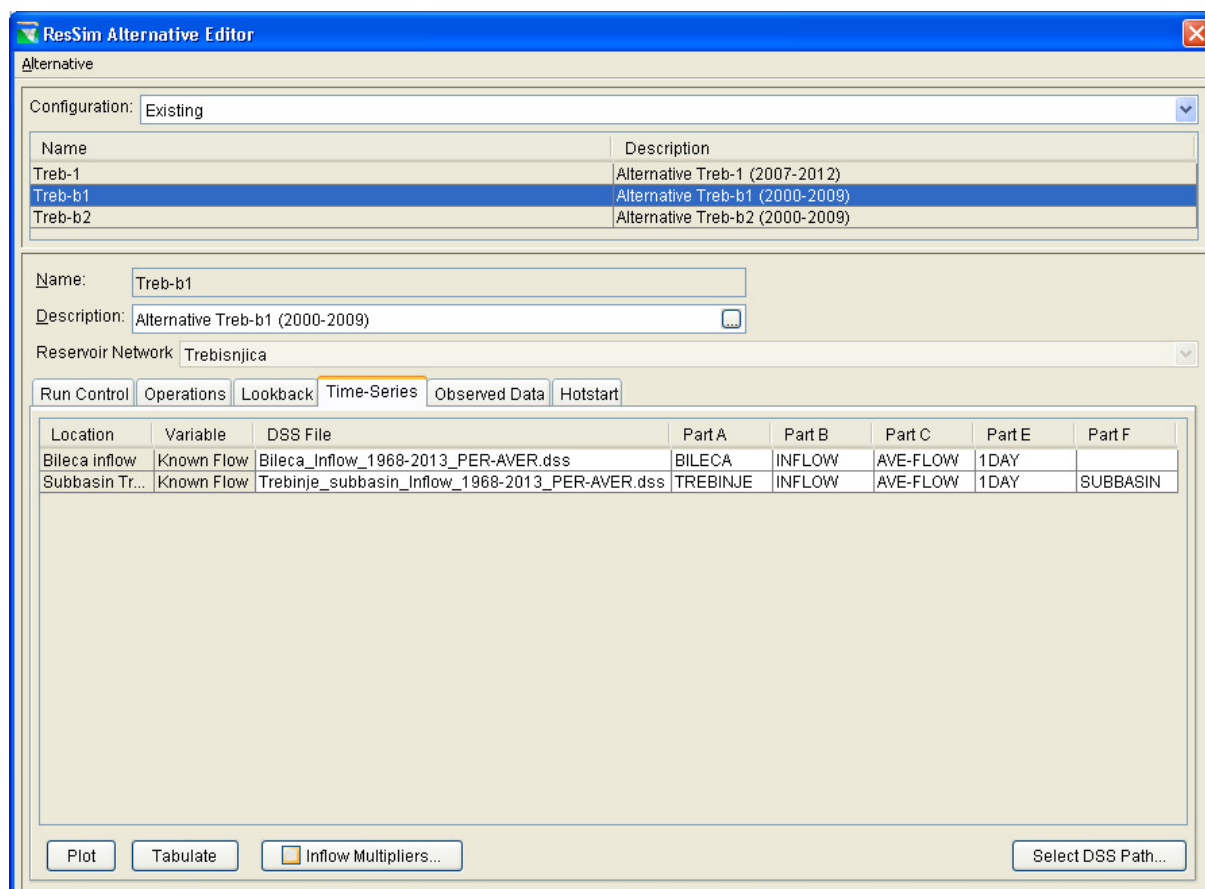 ResSim Alternative Editor
Alternative
Configuration: Existing
Name Description
Treb-1 Alternative Treb-1 (2007-2012)
Treb-b1 Alternative Treb-b1 (2000-2009)
Treb-b2 Alternative Treb-b2 (2000-2009)
Name: Treb-b1
Description: Alternative Treb-b1 (2000-2009) ...
Reservoir Network Trebisnjica
Run Control Operations Lookback Time-Series Observed Data Hotstart
Location Variable DSS File Part A Part B Part C Part E Part F
Bileca inflow Known Flow Bileca_Inflow_1968-2013_PER-AVER.dss BILECA INFLOW AVE-FLOW 1DAY
Subbasin Tr... Known Flow Trebinje_subbasin_Inflow_1968-2013_PER-AVER.dss TREBINJE INFLOW AVE-FLOW 1DAY SUBBASIN
Plot Tabulate Inflow Multipliers... Select DSS Path...